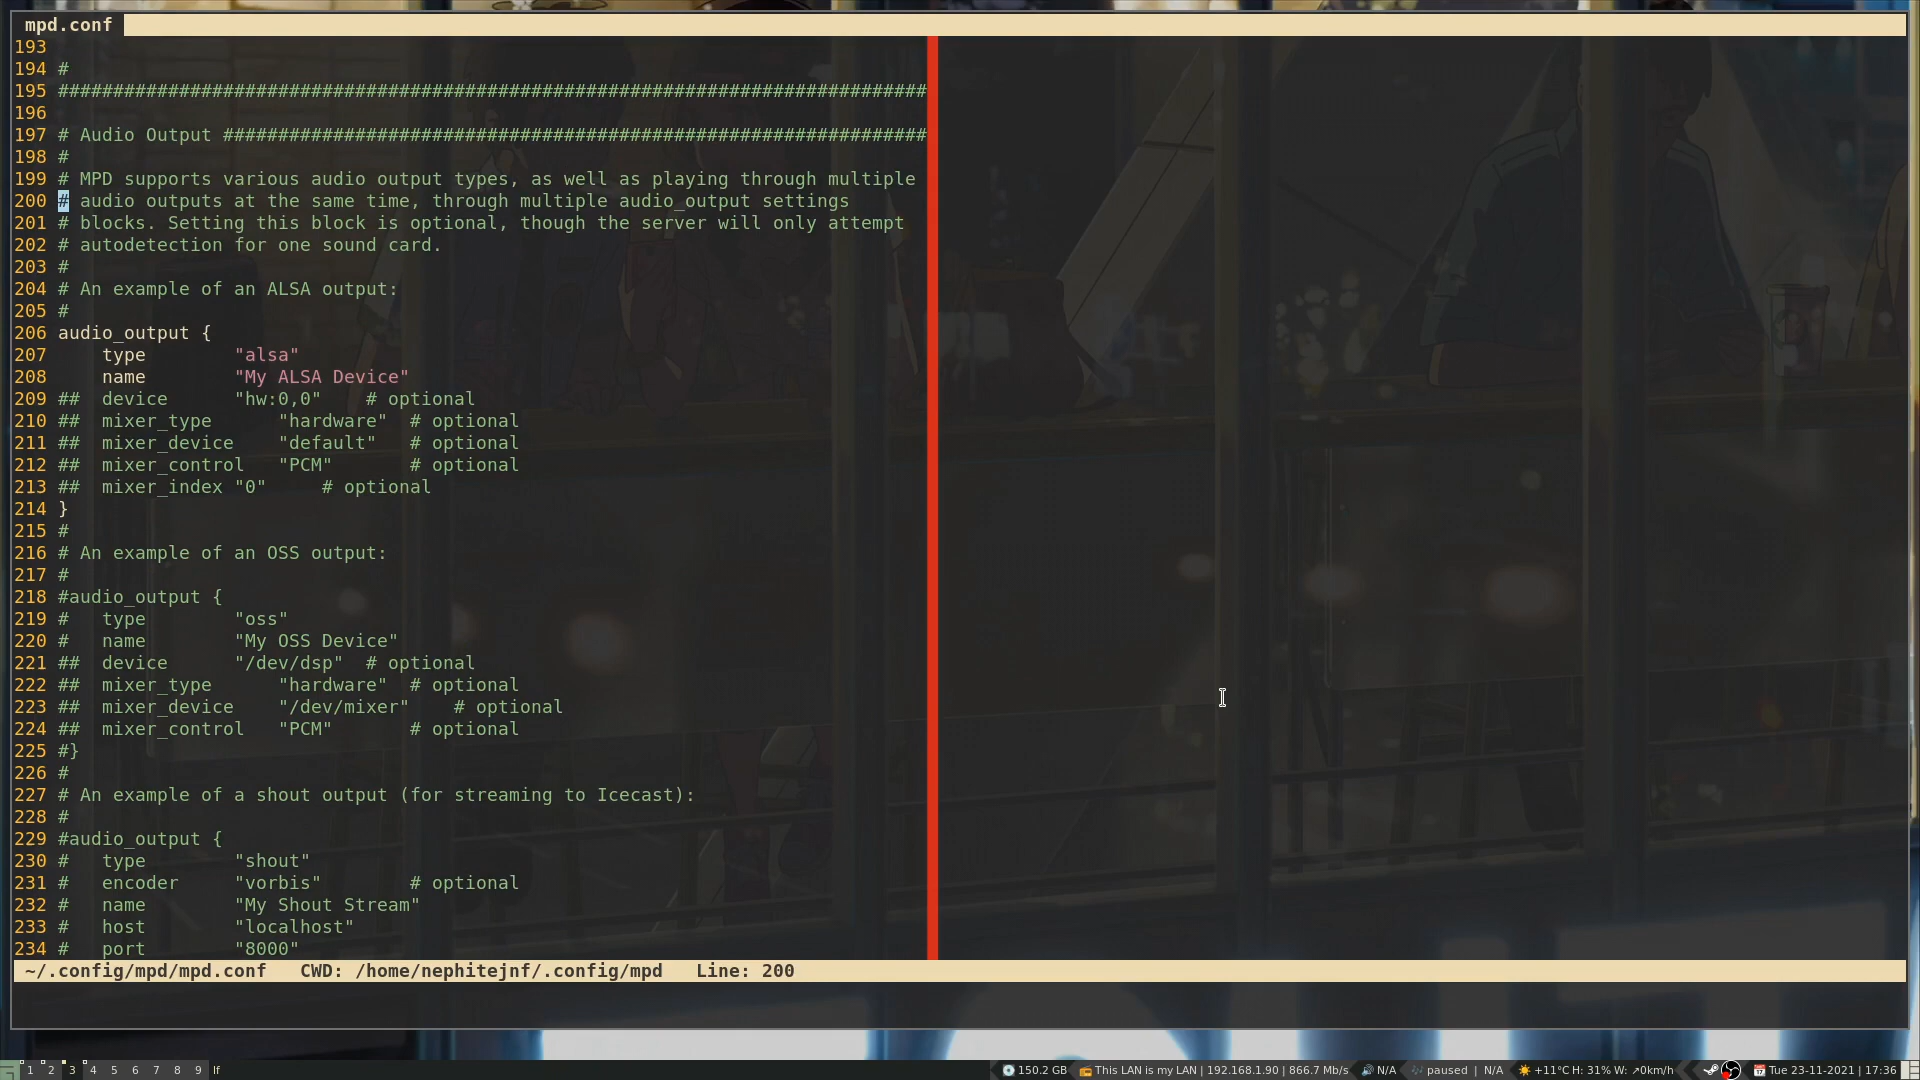 mpd.conf
193
194 #
195 ###############################################################################
196
197 # Audio Output ################################################################
198 #
199 # MPD supports various audio output types, as well as playing through multiple
200 # audio outputs at the same time, through multiple audio_output settings
201 # blocks. Setting this block is optional, though the server will only attempt
202 # autodetection for one sound card.
203 #
204 # An example of an ALSA output:
205 #
206 audio_output {
207     type        "alsa"
208     name        "My ALSA Device"
209 ##  device      "hw:0,0"    # optional
210 ##  mixer_type      "hardware"  # optional
211 ##  mixer_device    "default"   # optional
212 ##  mixer_control   "PCM"       # optional
213 ##  mixer_index "0"     # optional
214 }
215 #
216 # An example of an OSS output:
217 #
218 #audio_output {
219 #   type        "oss"
220 #   name        "My OSS Device"
221 ##  device      "/dev/dsp"  # optional
222 ##  mixer_type      "hardware"  # optional
223 ##  mixer_device    "/dev/mixer"    # optional
224 ##  mixer_control   "PCM"       # optional
225 #}
226 #
227 # An example of a shout output (for streaming to Icecast):
228 #
229 #audio_output {
230 #   type        "shout"
231 #   encoder     "vorbis"        # optional
232 #   name        "My Shout Stream"
233 #   host        "localhost"
234 #   port        "8000"
~/.config/mpd/mpd.conf   CWD: /home/nephitejnf/.config/mpd   Line: 200
1 2 3 4 5 6 7 8 9 lf 150.2 GB This LAN is my LAN | 192.168.1.90 | 866.7 Mb/s N/A paused | N/A +11°C H: 31% W: ↗0km/h Tue 23-11-2021 | 17:36